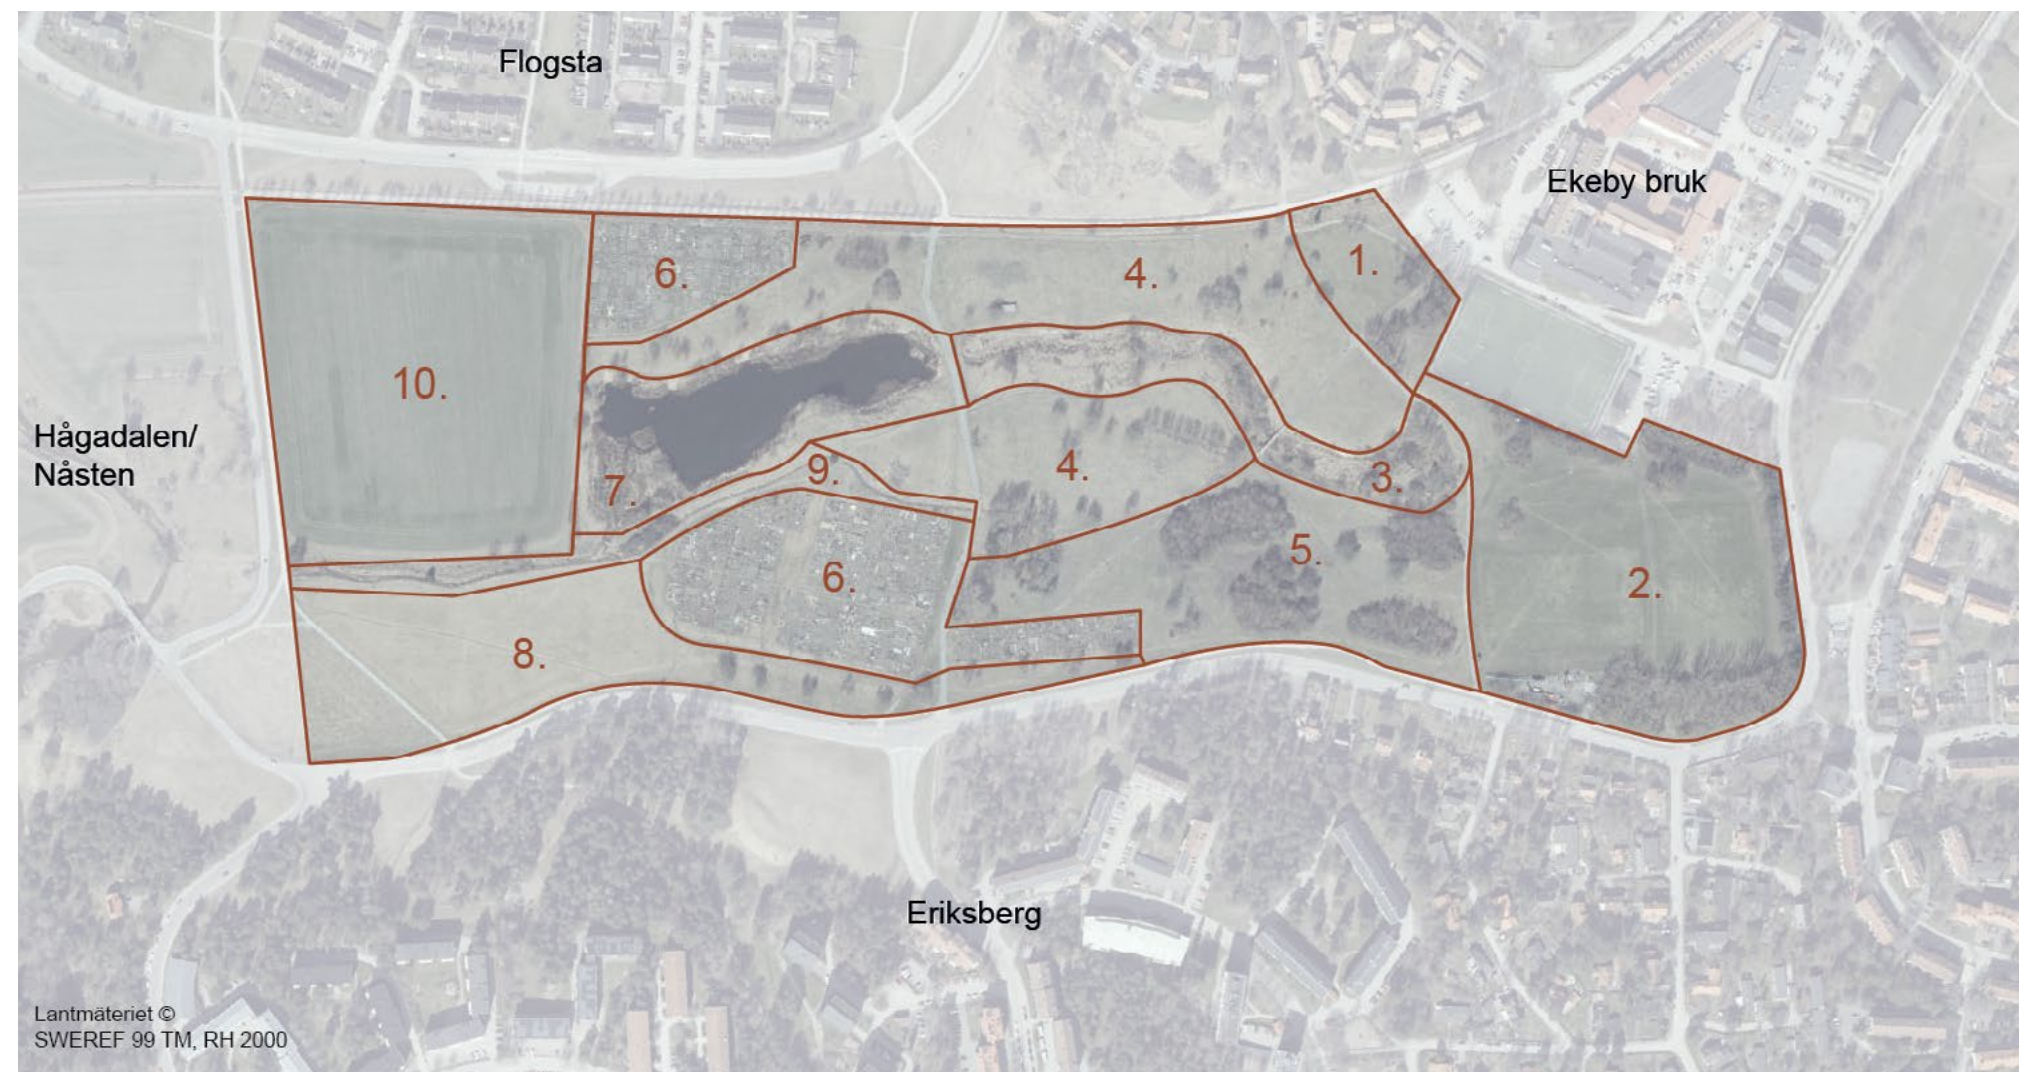 Flogsta
Ekeby bruk
1.
6.
4.
10.
Hågadalen/
Nåsten
9.
4.
7.
3.
5.
6.
2.
8.
Eriksberg
Lantmäteriet ©
SWEREF 99 TM, RH 2000